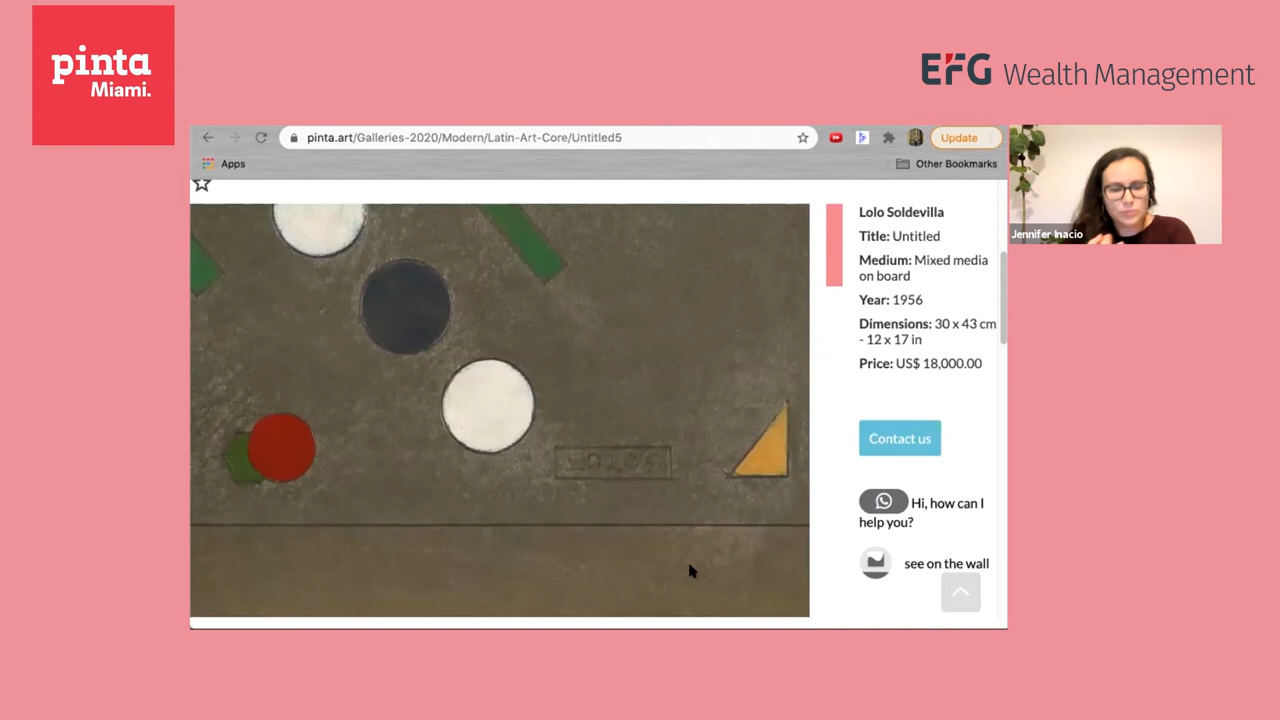 pinta
Miami.
EFG Wealth Management
pinta.art/Galleries-2020/Modern/Latin-Art-Core/Untitled5
Update
Apps
Other Bookmarks
Lolo Soldevilla
Title: Untitled
Medium: Mixed media
on board
Year: 1956
Dimensions: 30 x 43 cm
- 12 x 17 in
Price: US$ 18,000.00
Contact us
Hi, how can I
help you?
see on the wall
Jennifer Inacio